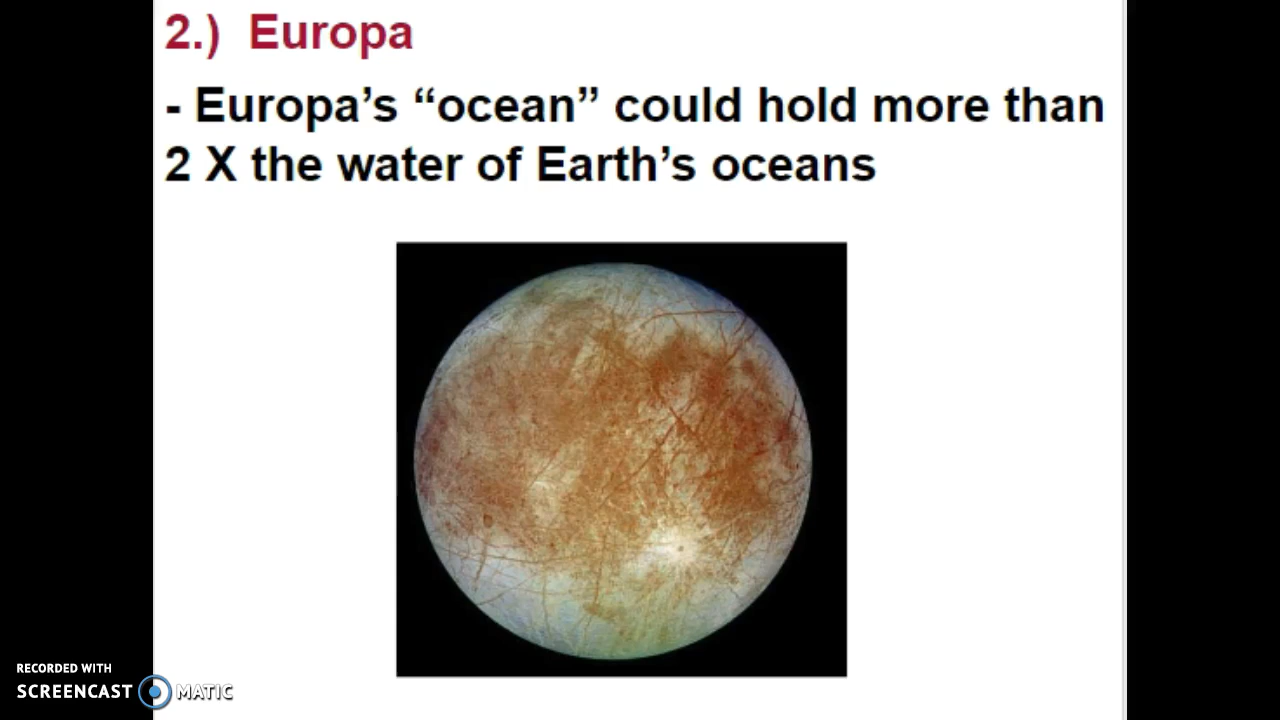 2.) Europa
- Europa’s “ocean” could hold more than
2 X the water of Earth’s oceans
RECORDED WITH
SCREENCAST MATIC